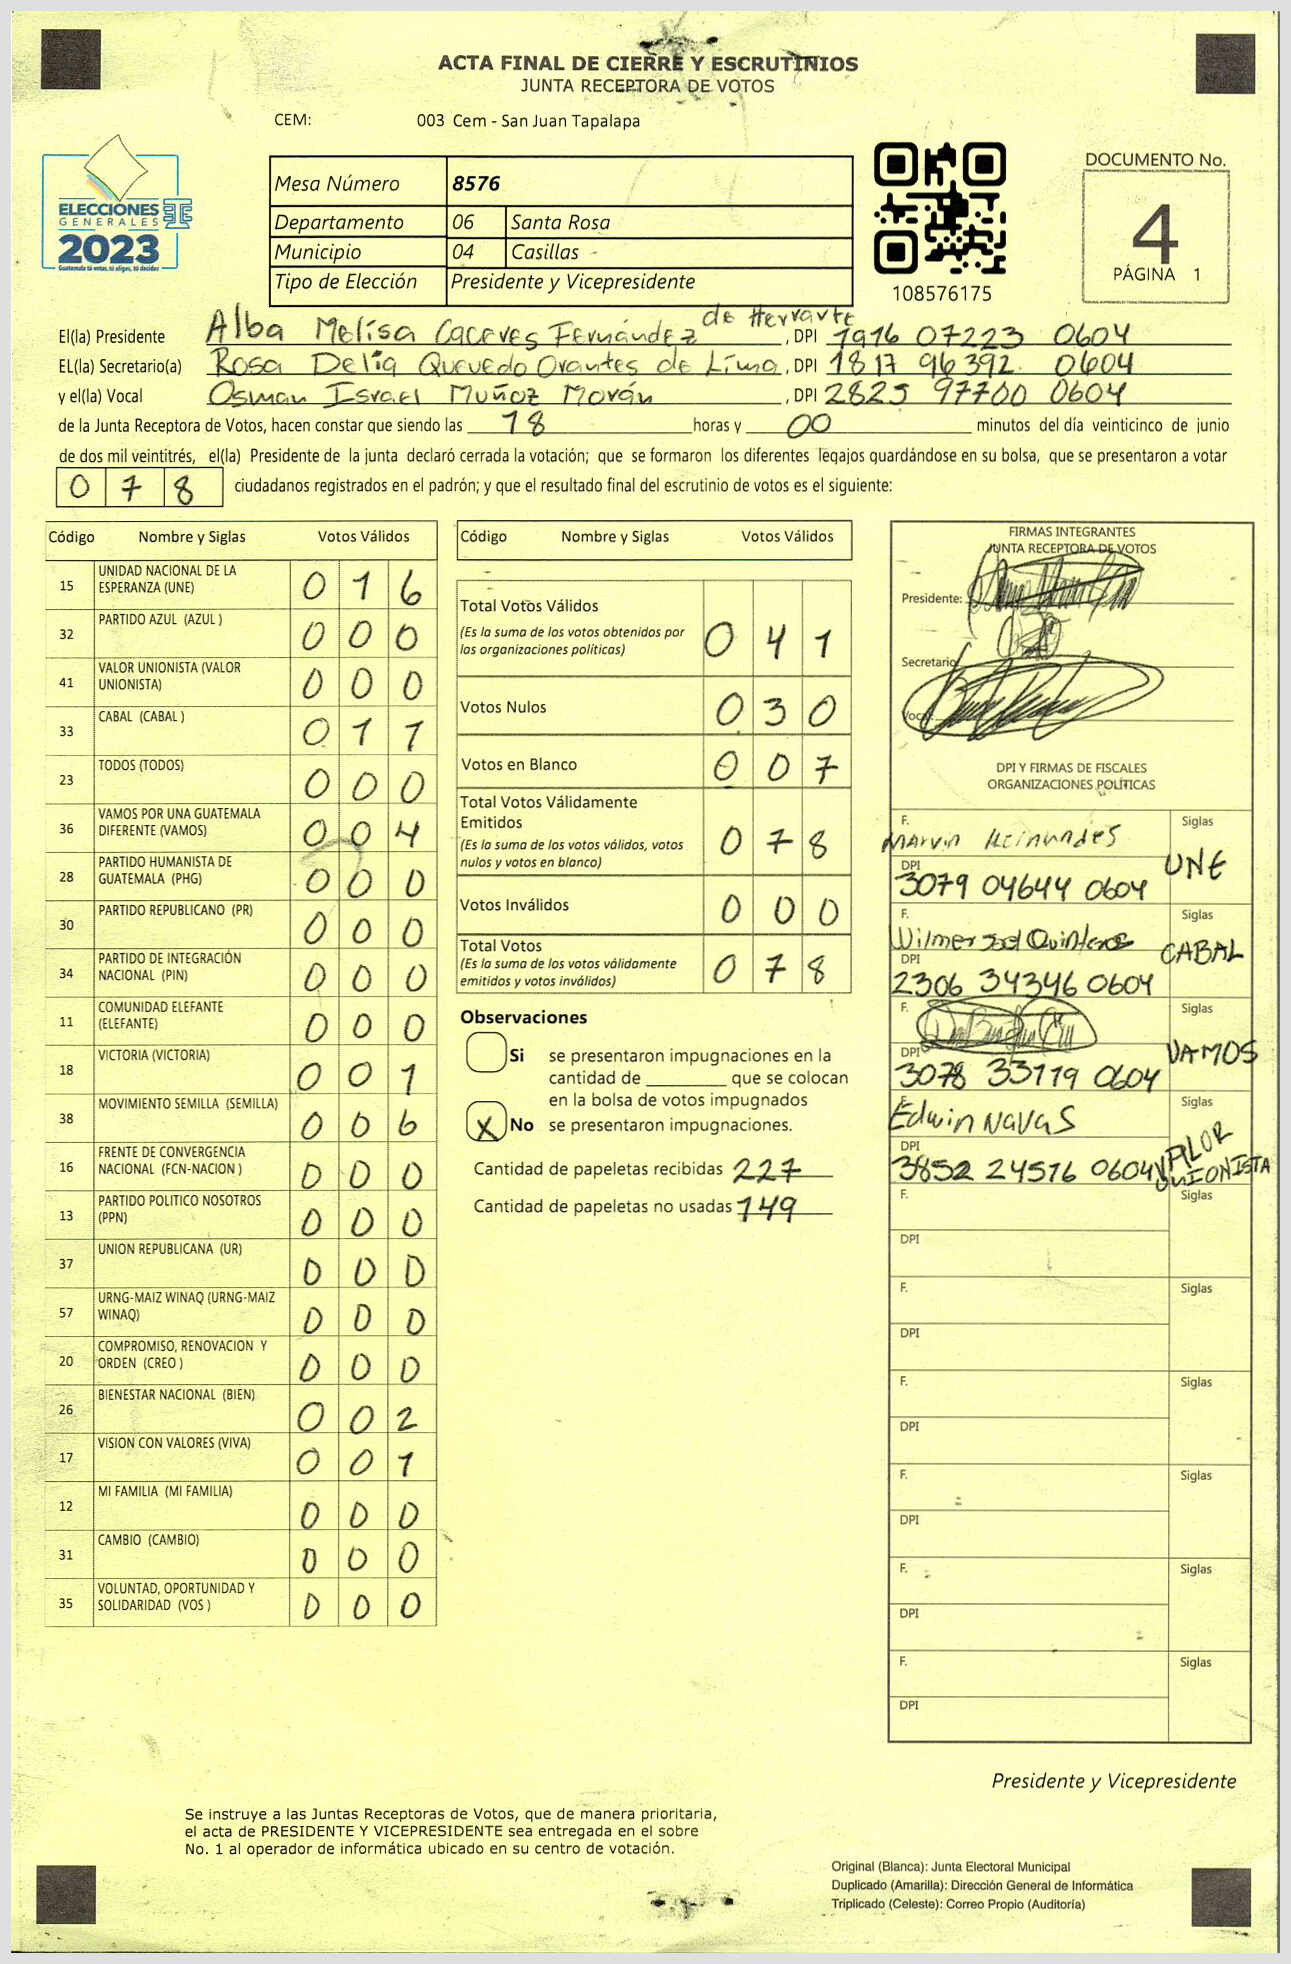 ACTA FINAL DE CIERRE Y ESCRUTINIOS
JUNTA RECEPTORA DE VOTOS
CEM: 003 Cem - San Juan Tapalapa
ELECCIONES
GENERALES
2023
Guatemala tú votas, tú eliges, tú decides
Mesa Número 8576
Departamento 06 Santa Rosa
Municipio 04 Casillas
Tipo de Elección Presidente y Vicepresidente
108576175
DOCUMENTO No.
4
PÁGINA 1
El(la) Presidente Alba Melisa Caceres Fernández de Herrarte, DPI 1916 07223 0604
EL(la) Secretario(a) Rosa Delia Quevedo Orantes de Lima, DPI 1817 96392 0604
y el(la) Vocal Osman Israel Muñoz Morán, DPI 2825 97700 0604
de la Junta Receptora de Votos, hacen constar que siendo las 18 horas y 00 minutos del día veinticinco de junio
de dos mil veintitrés, el(la) Presidente de la junta declaró cerrada la votación; que se formaron los diferentes legajos guardándose en su bolsa, que se presentaron a votar
0 7 8 ciudadanos registrados en el padrón; y que el resultado final del escrutinio de votos es el siguiente:
Código Nombre y Siglas Votos Válidos
15 UNIDAD NACIONAL DE LA ESPERANZA (UNE) 0 1 6
32 PARTIDO AZUL (AZUL ) 0 0 0
41 VALOR UNIONISTA (VALOR UNIONISTA) 0 0 0
33 CABAL (CABAL ) 0 1 1
23 TODOS (TODOS) 0 0 0
36 VAMOS POR UNA GUATEMALA DIFERENTE (VAMOS) 0 0 4
28 PARTIDO HUMANISTA DE GUATEMALA (PHG) 0 0 0
30 PARTIDO REPUBLICANO (PR) 0 0 0
34 PARTIDO DE INTEGRACIÓN NACIONAL (PIN) 0 0 0
11 COMUNIDAD ELEFANTE (ELEFANTE) 0 0 0
18 VICTORIA (VICTORIA) 0 0 1
38 MOVIMIENTO SEMILLA (SEMILLA) 0 0 6
16 FRENTE DE CONVERGENCIA NACIONAL (FCN-NACION ) 0 0 0
13 PARTIDO POLITICO NOSOTROS (PPN) 0 0 0
37 UNION REPUBLICANA (UR) 0 0 0
57 URNG-MAIZ WINAQ (URNG-MAIZ WINAQ) 0 0 0
20 COMPROMISO, RENOVACION Y ORDEN (CREO ) 0 0 0
26 BIENESTAR NACIONAL (BIEN) 0 0 2
17 VISION CON VALORES (VIVA) 0 0 1
12 MI FAMILIA (MI FAMILIA) 0 0 0
31 CAMBIO (CAMBIO) 0 0 0
35 VOLUNTAD, OPORTUNIDAD Y SOLIDARIDAD (VOS ) 0 0 0
Código Nombre y Siglas Votos Válidos
Total Votos Válidos 0 4 1
(Es la suma de los votos obtenidos por
las organizaciones políticas)
Votos Nulos 0 3 0
Votos en Blanco 0 0 7
Total Votos Válidamente
Emitidos 0 7 8
(Es la suma de los votos válidos, votos
nulos y votos en blanco)
Votos Inválidos 0 0 0
Total Votos 0 7 8
(Es la suma de los votos válidamente
emitidos y votos inválidos)
Observaciones
Si se presentaron impugnaciones en la
cantidad de ________ que se colocan
en la bolsa de votos impugnados
X No se presentaron impugnaciones.
Cantidad de papeletas recibidas 227
Cantidad de papeletas no usadas 149
FIRMAS INTEGRANTES
JUNTA RECEPTORA DE VOTOS
Presidente:
Secretario:
Vocal:
DPI Y FIRMAS DE FISCALES
ORGANIZACIONES POLÍTICAS
F. Marvin Siglas
DPI 3079 04644 0604 UNE
F. Wilmer Quinteros Siglas
DPI 2306 34346 0604 CABAL
F. Siglas
DPI 3078 33119 0604 VAMOS
F. Edwin Navas Siglas
DPI 3852 24516 0604 VALOR UNIONISTA
F. Siglas
DPI
F. Siglas
DPI
F. Siglas
DPI
F. Siglas
DPI
F. Siglas
DPI
F. Siglas
DPI
Presidente y Vicepresidente
Se instruye a las Juntas Receptoras de Votos, que de manera prioritaria,
el acta de PRESIDENTE Y VICEPRESIDENTE sea entregada en el sobre
No. 1 al operador de informática ubicado en su centro de votación.
Original (Blanca): Junta Electoral Municipal
Duplicado (Amarilla): Dirección General de Informática
Triplicado (Celeste): Correo Propio (Auditoría)